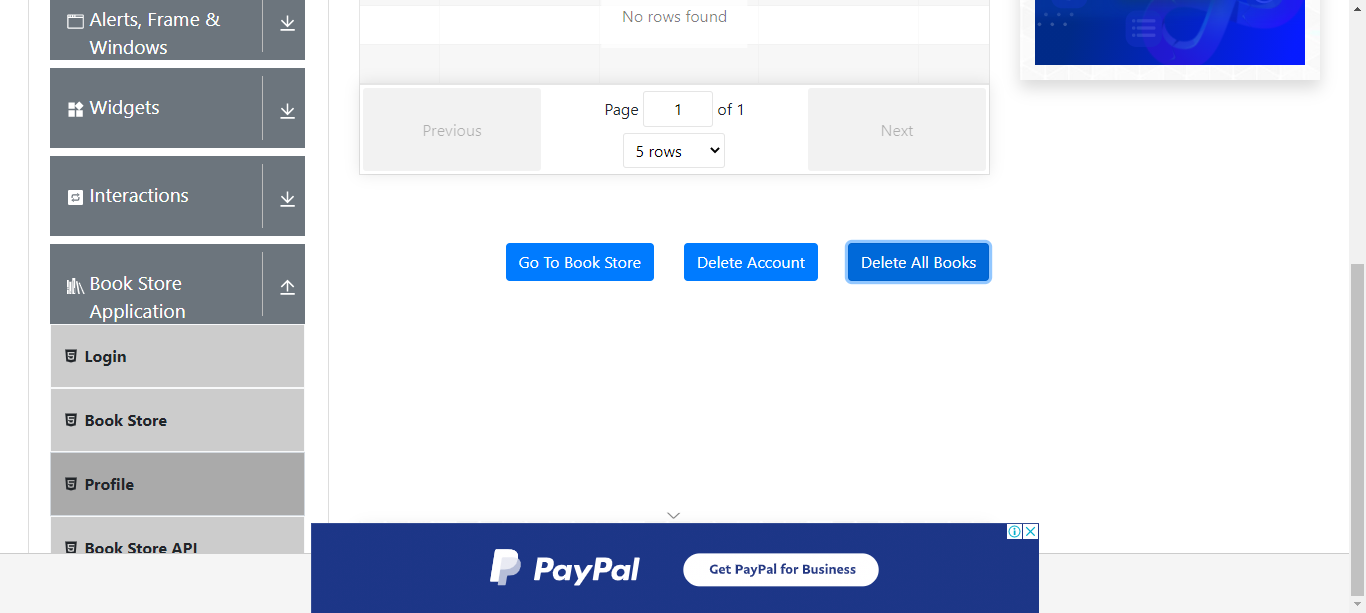 Alerts, Frame &
Windows
Widgets
Interactions
Book Store
Application
Login
Book Store
Profile
Book Store API
No rows found
Previous
Page 1 of 1
5 rows
Next
Go To Book Store
Delete Account
Delete All Books
PayPal
Get PayPal for Business